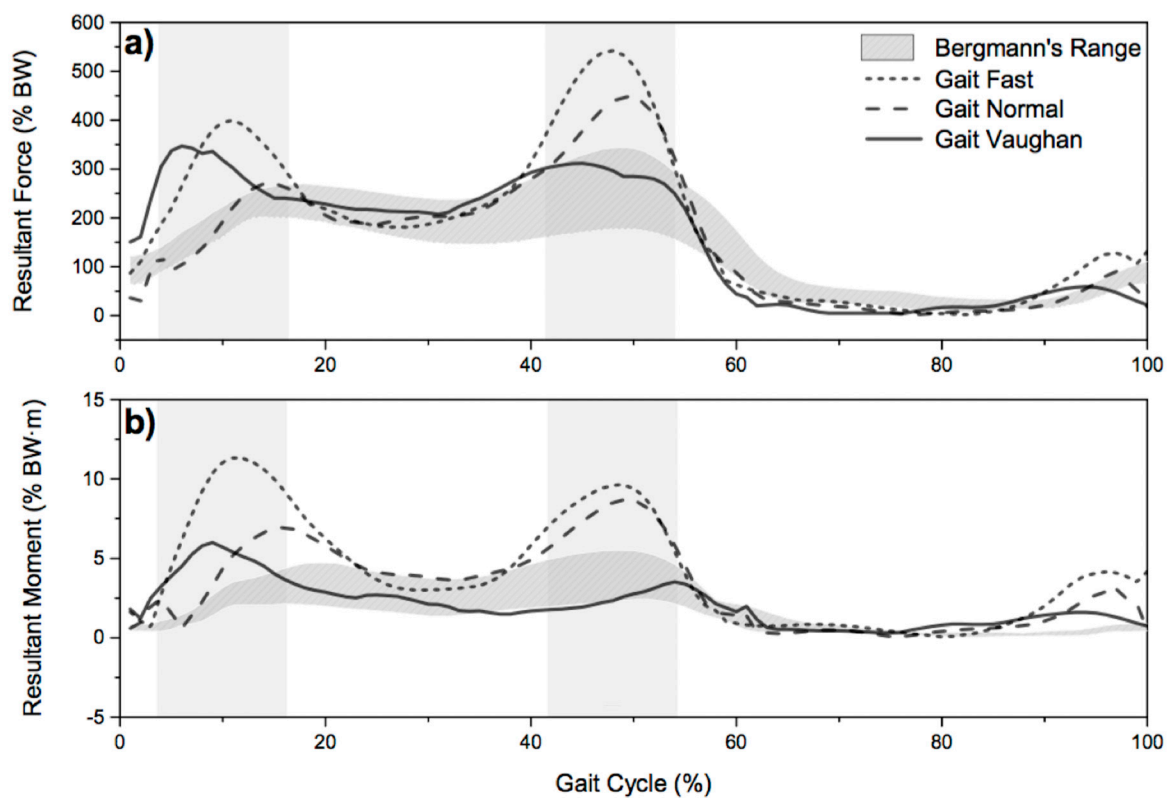 a)
600
500
400
300
200
100
0
Resultant Force (% BW)
Bergmann's Range
Gait Fast
Gait Normal
Gait Vaughan
0 20 40 60 80 100
b)
15
10
5
0
-5
Resultant Moment (% BW·m)
0 20 40 60 80 100
Gait Cycle (%)